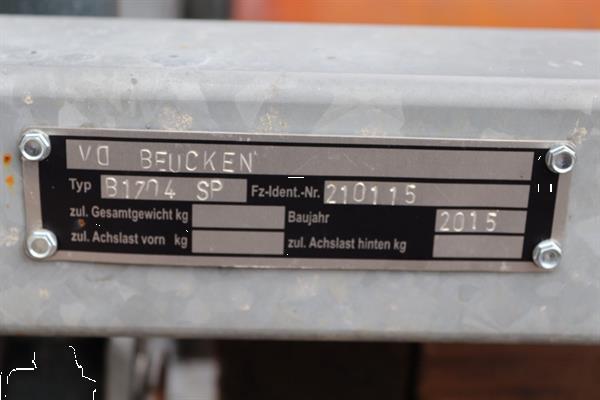 VD BEUCKEN
Typ B1704 SP Fz-Ident.-Nr. 210115
zul. Gesamtgewicht kg Baujahr 2015
zul. Achslast vorn kg zul. Achslast hinten kg